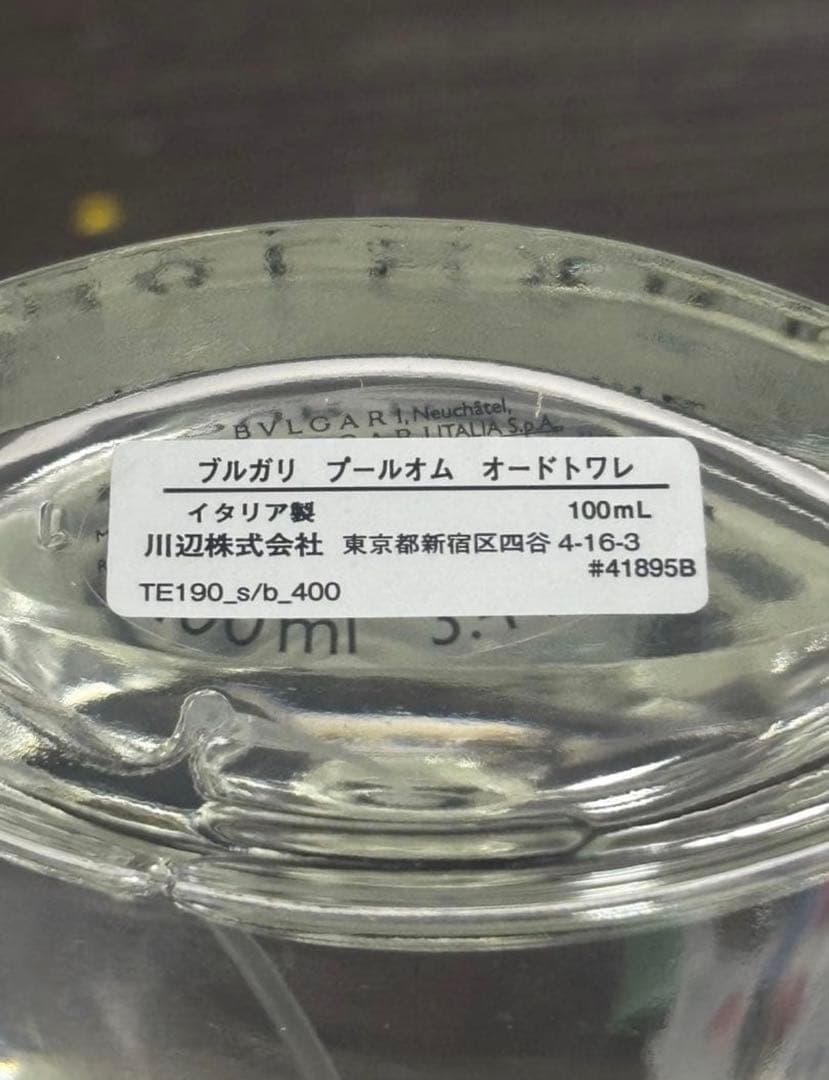 BVLGARI, Neuchâtel,
ITALIA S.p.A.
ブルガリ　プールオム　オードトワレ
イタリア製　100mL
川辺株式会社　東京都新宿区四谷 4-16-3
#41895B
TE190_s/b_400
ml